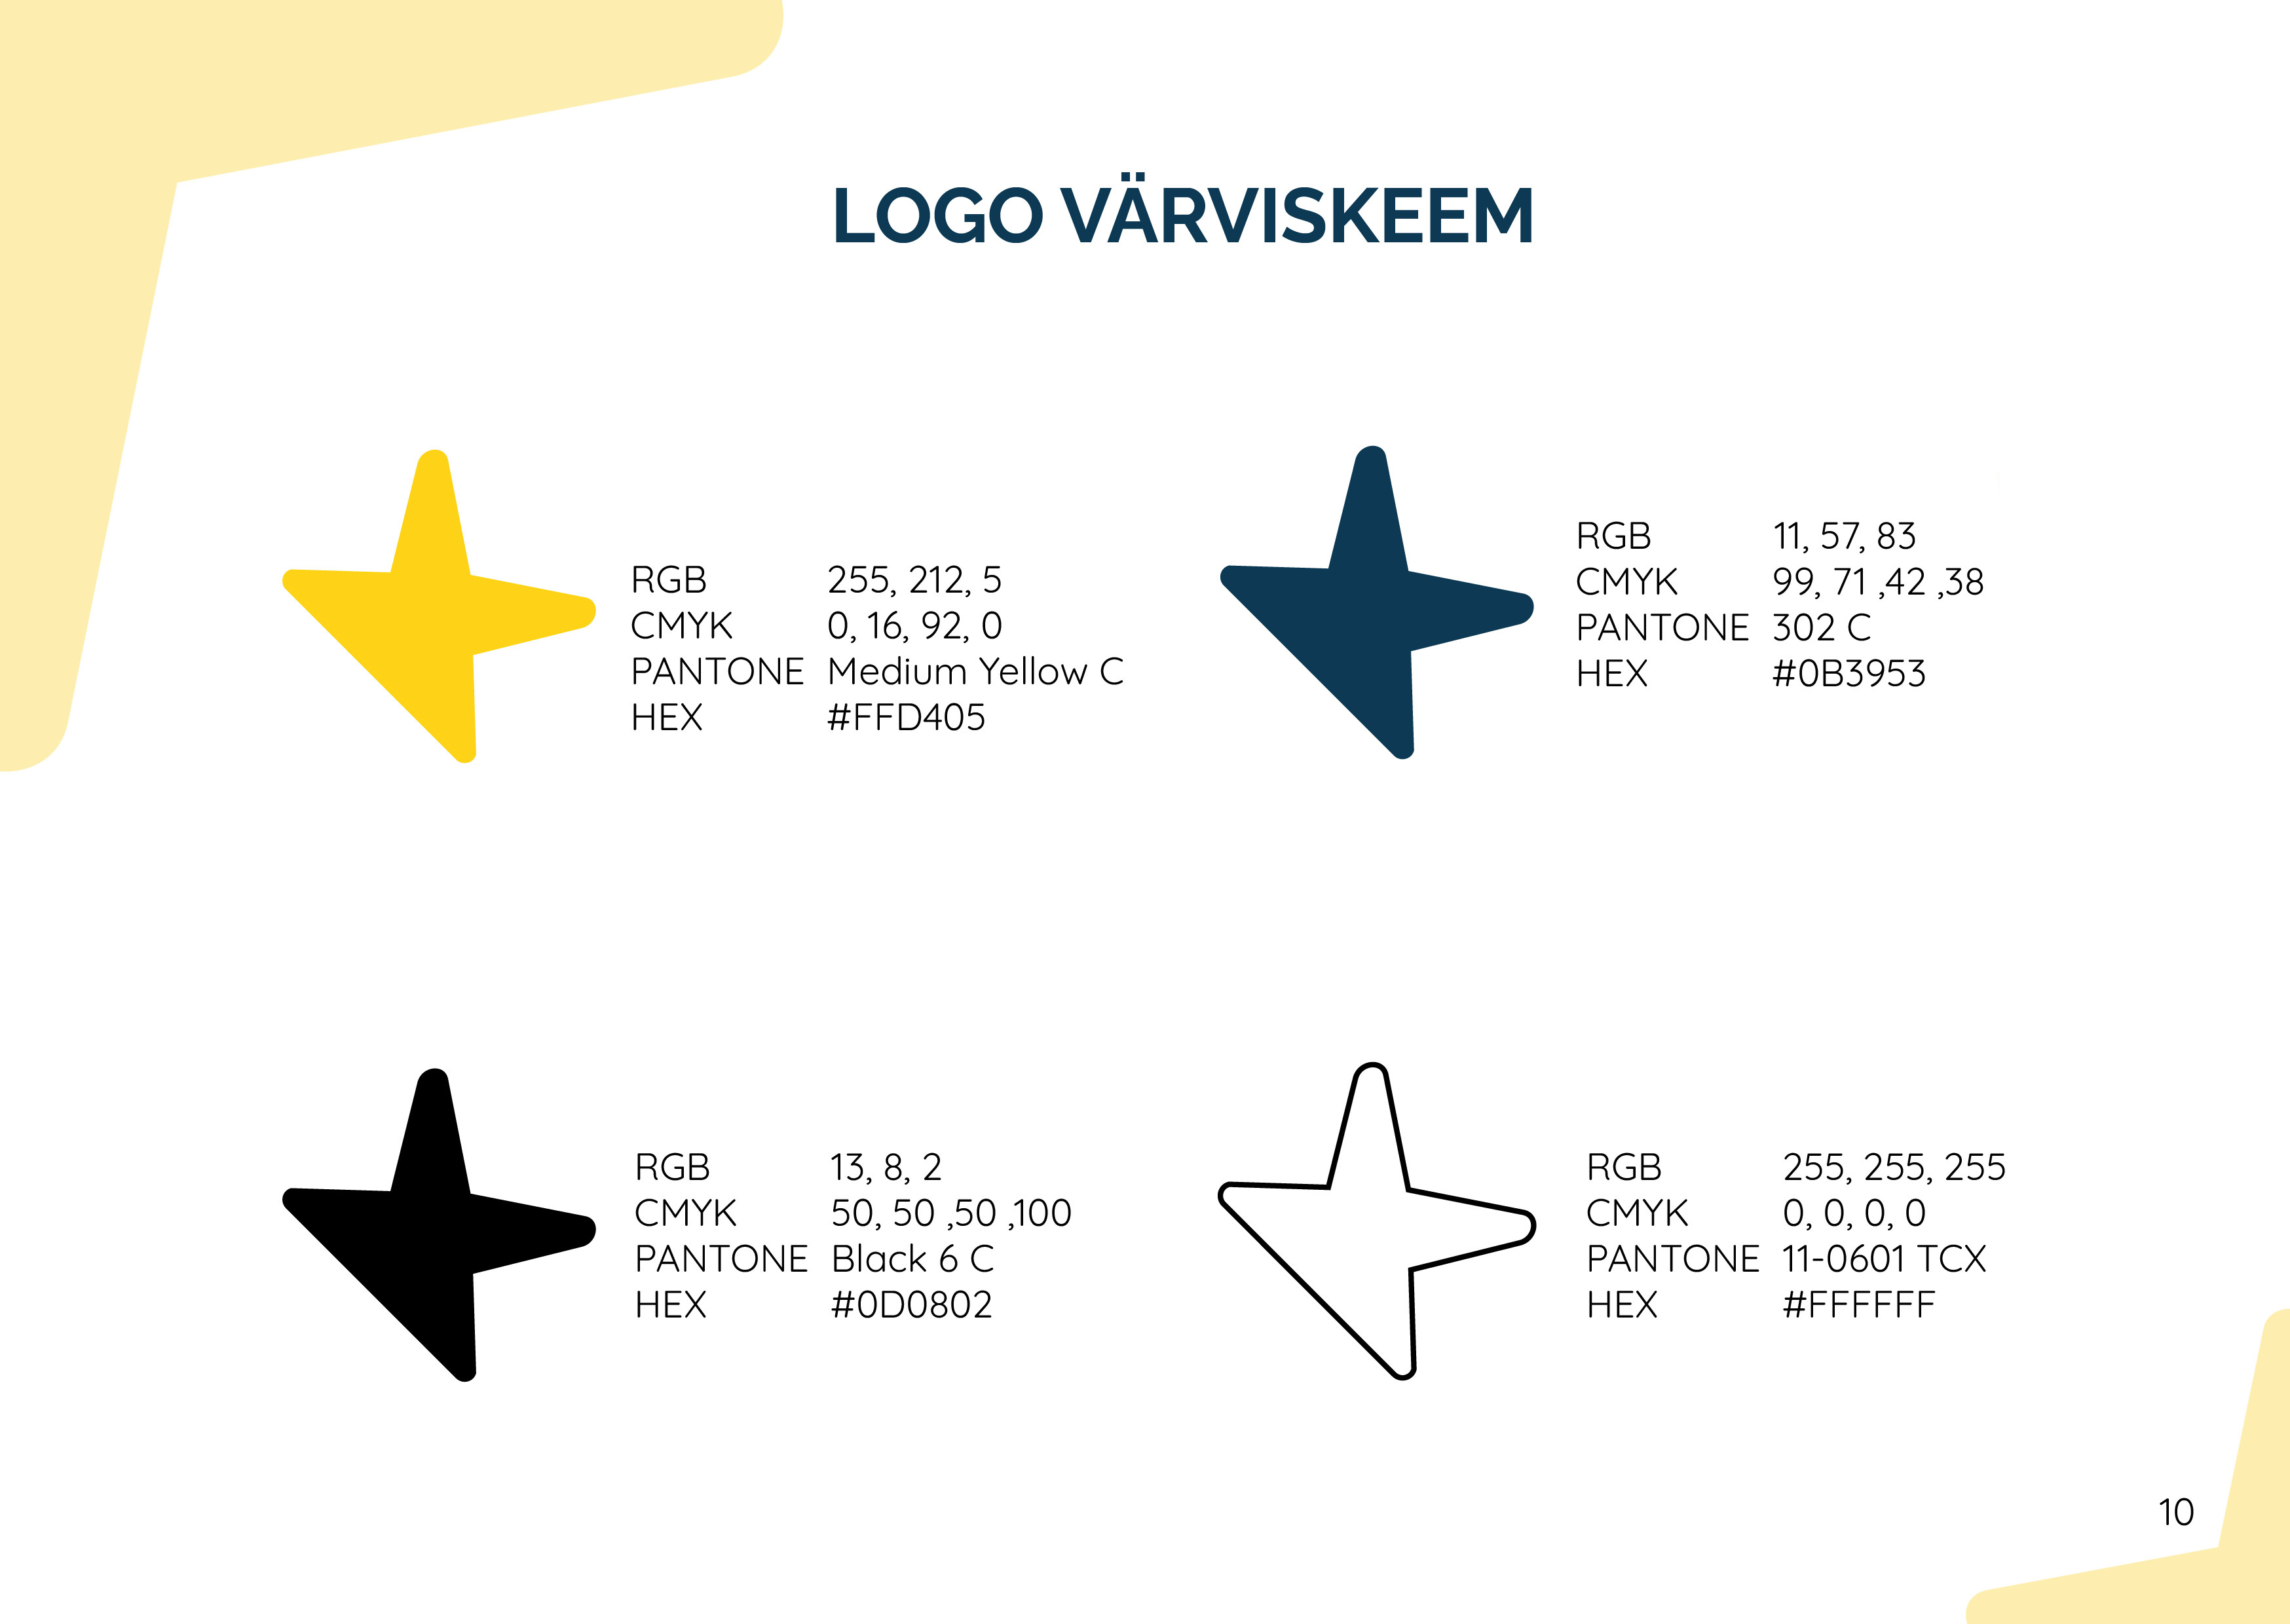 LOGO VÄRVISKEEM
RGB 255, 212, 5
CMYK 0, 16, 92, 0
PANTONE Medium Yellow C
HEX #FFD405
RGB 11, 57, 83
CMYK 99, 71 ,42 ,38
PANTONE 302 C
HEX #0B3953
RGB 13, 8, 2
CMYK 50, 50 ,50 ,100
PANTONE Black 6 C
HEX #0D0802
RGB 255, 255, 255
CMYK 0, 0, 0, 0
PANTONE 11-0601 TCX
HEX #FFFFFF
10